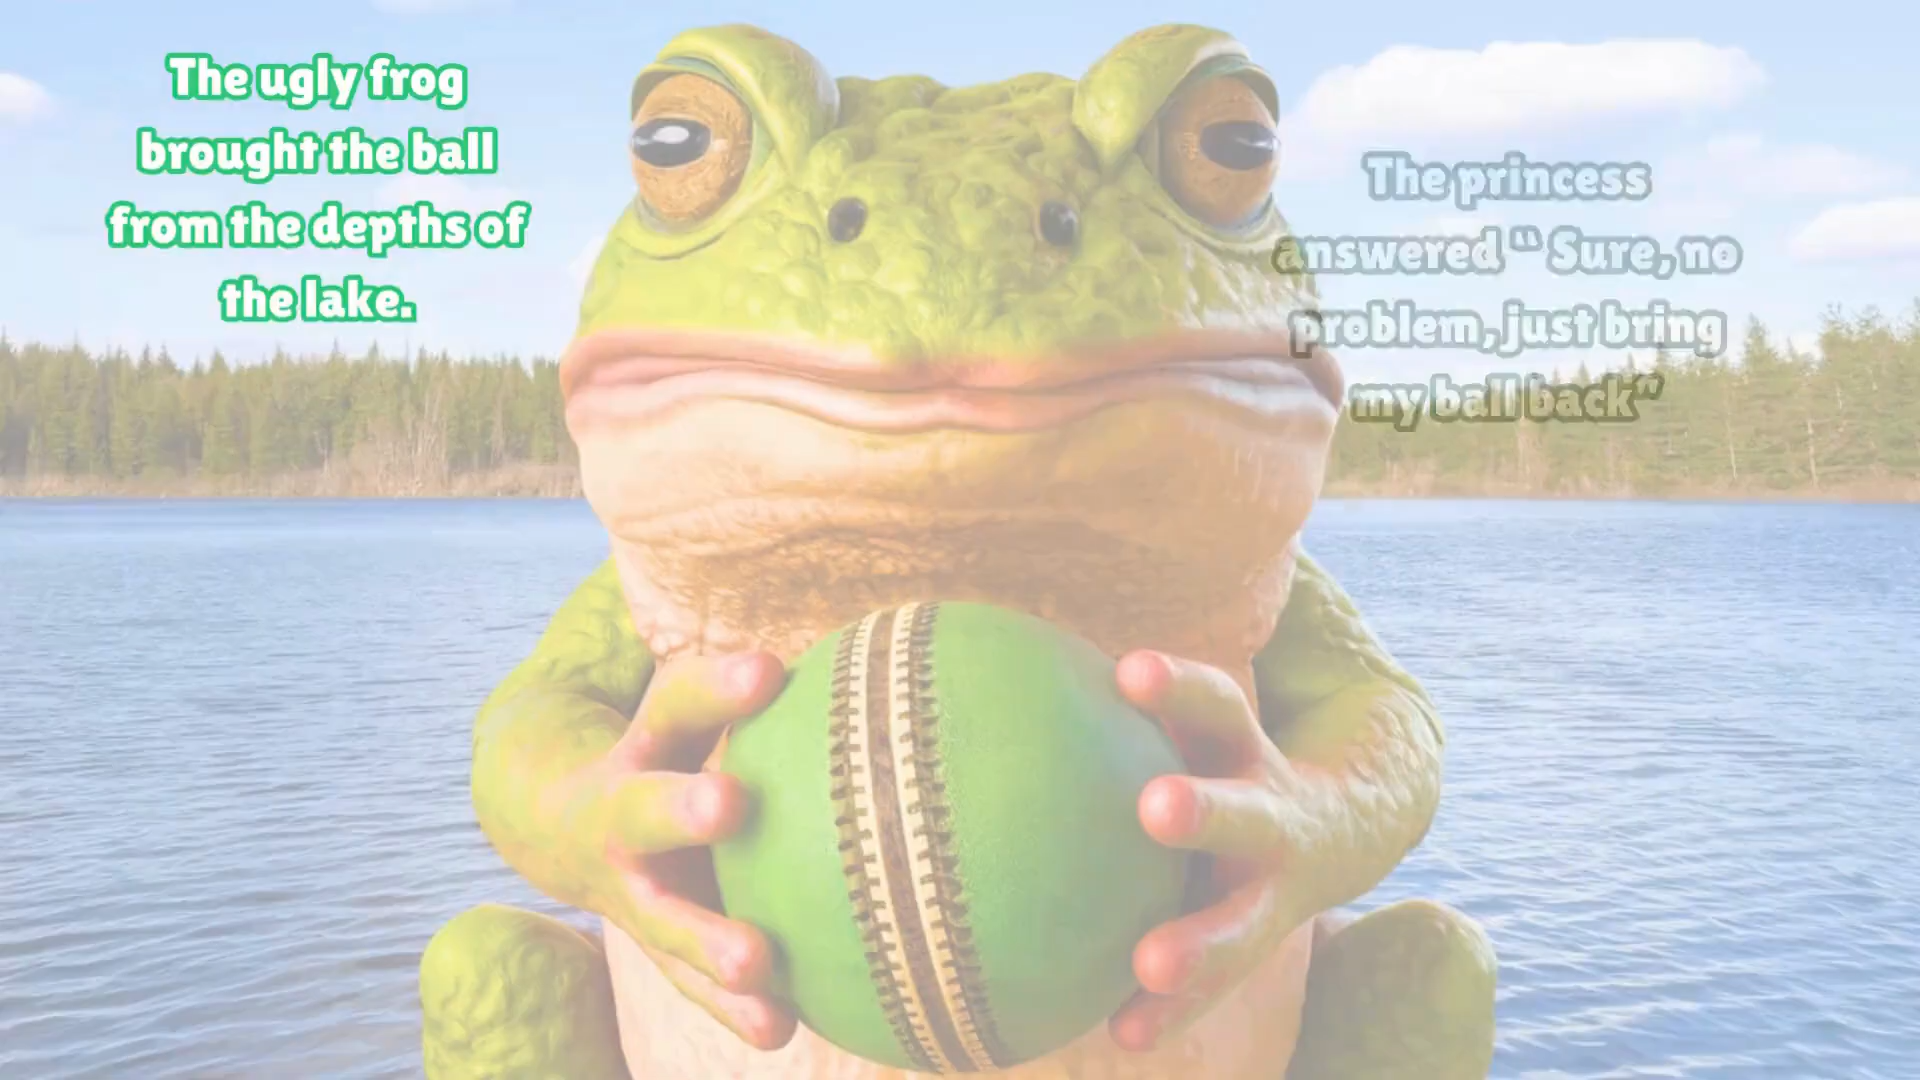 The ugly frog
brought the ball
from the depths of
the lake.
The princess
answered “ Sure, no
problem, just bring
my ball back”